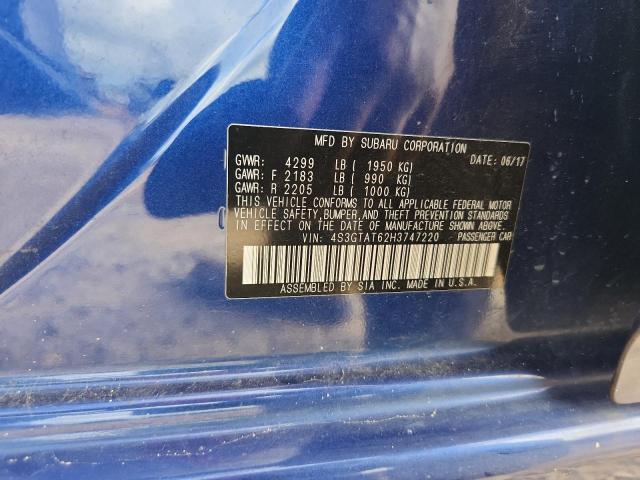 MFD BY SUBARU CORPORATION DATE: 06/17
GVWR: 4299 LB ( 1950 KG)
GAWR: F 2183 LB ( 990 KG)
GAWR: R 2205 LB ( 1000 KG)
THIS VEHICLE CONFORMS TO ALL APPLICABLE FEDERAL MOTOR
VEHICLE SAFETY, BUMPER, AND THEFT PREVENTION STANDARDS
IN EFFECT ON THE DATE OF MANUFACTURE SHOWN ABOVE.
VIN: 4S3GTAT62H3747220 PASSENGER CAR
ASSEMBLED BY SIA INC. MADE IN U.S.A.